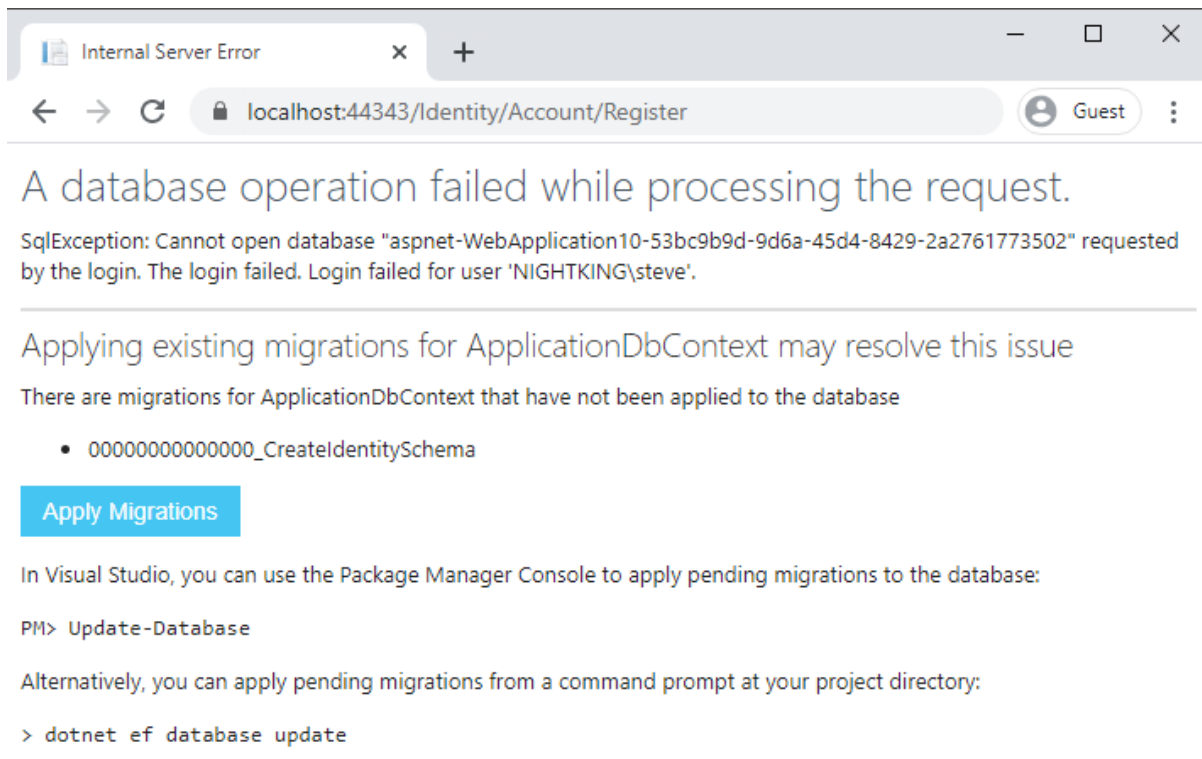 Internal Server Error
localhost:44343/Identity/Account/Register
Guest
A database operation failed while processing the request.
SqlException: Cannot open database "aspnet-WebApplication10-53bc9b9d-9d6a-45d4-8429-2a2761773502" requested
by the login. The login failed. Login failed for user 'NIGHTKING\steve'.
Applying existing migrations for ApplicationDbContext may resolve this issue
There are migrations for ApplicationDbContext that have not been applied to the database
• 00000000000000_CreateIdentitySchema
Apply Migrations
In Visual Studio, you can use the Package Manager Console to apply pending migrations to the database:
PM> Update-Database
Alternatively, you can apply pending migrations from a command prompt at your project directory:
> dotnet ef database update